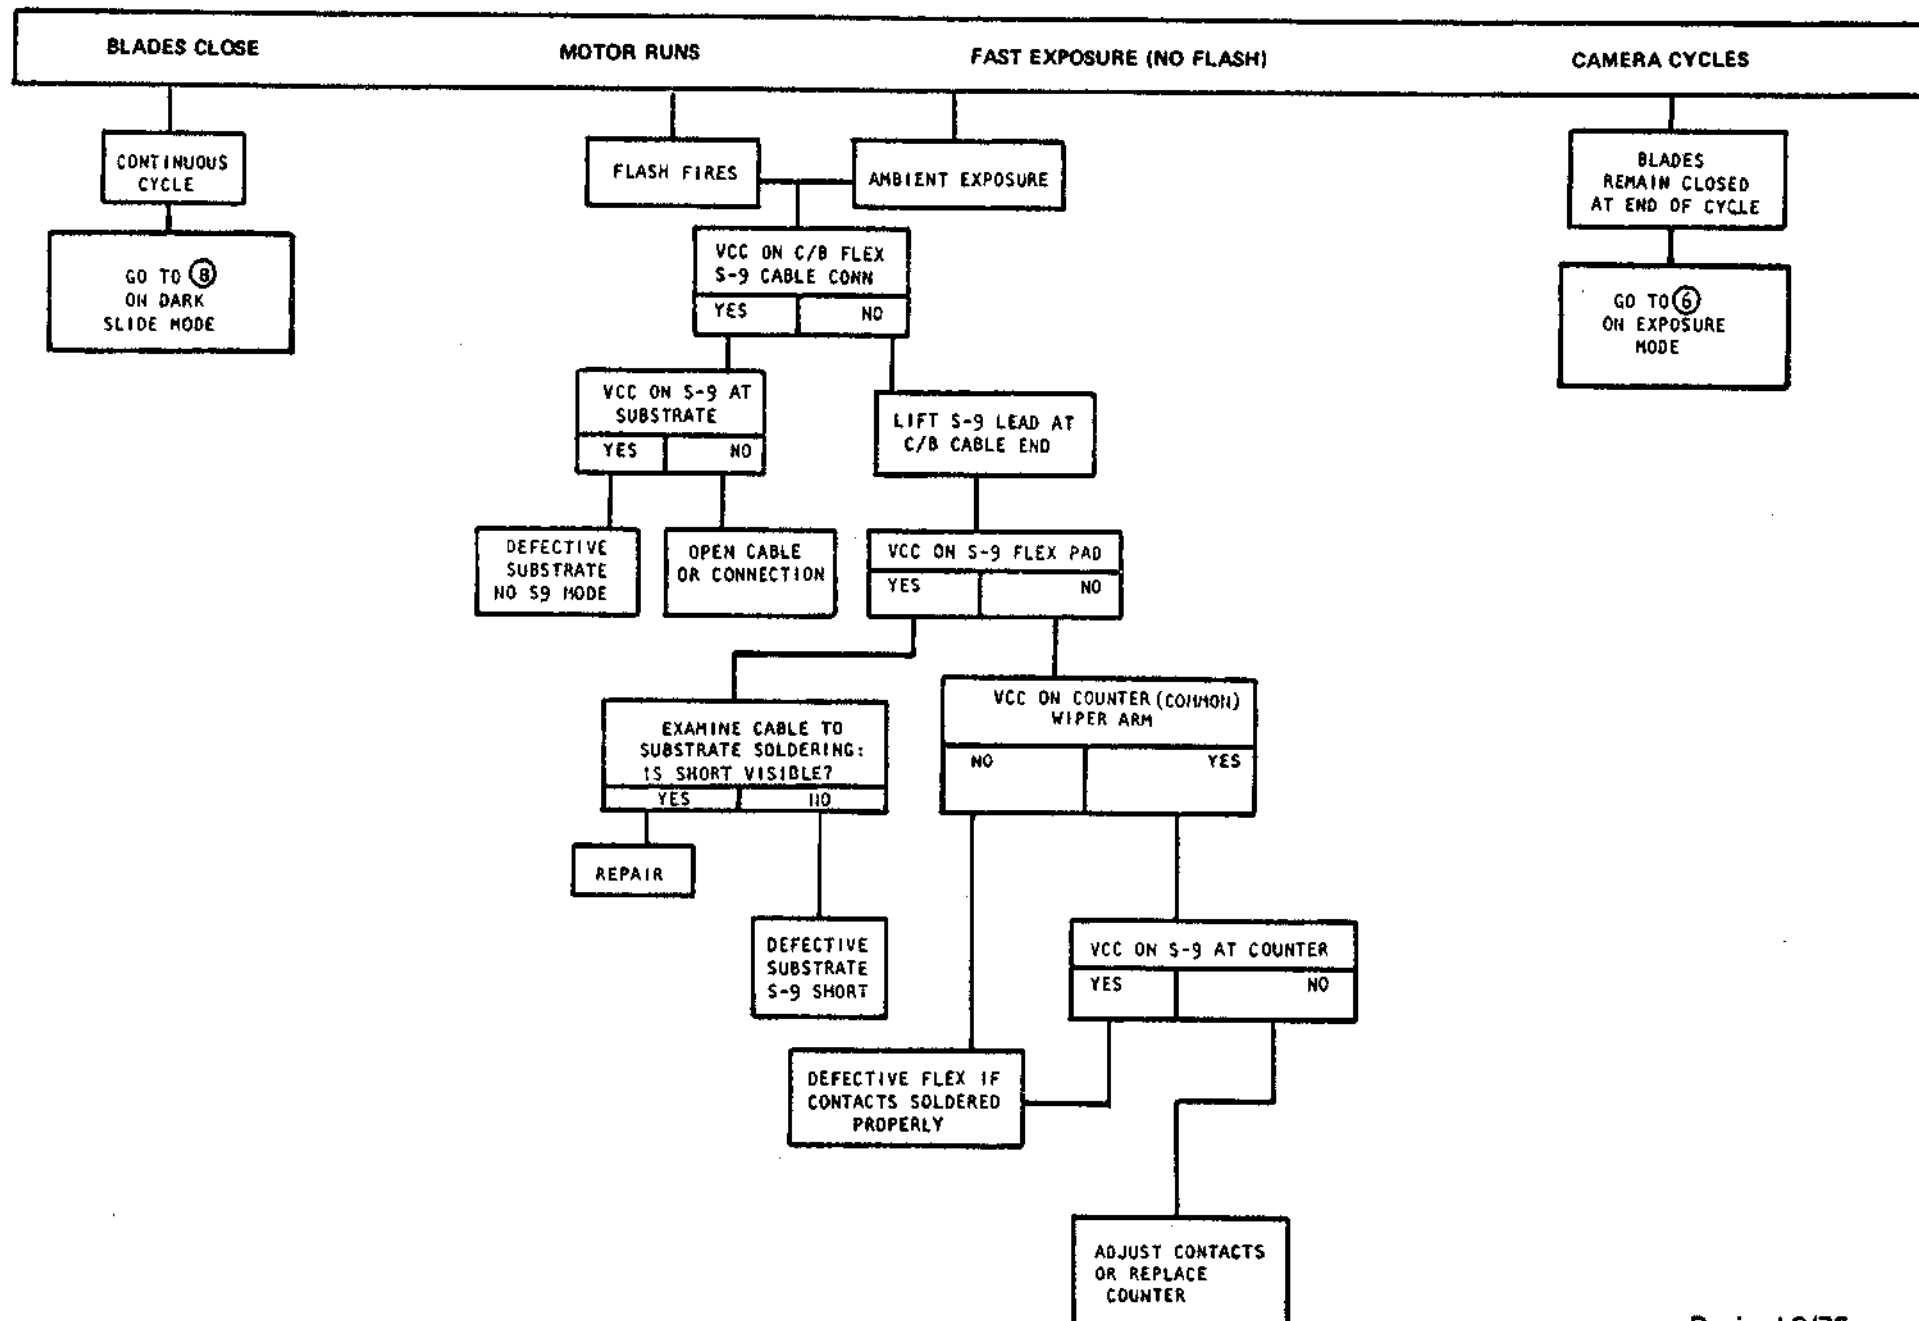 BLADES CLOSE
MOTOR RUNS
FAST EXPOSURE (NO FLASH)
CAMERA CYCLES
CONTINUOUS
CYCLE
FLASH FIRES
AMBIENT EXPOSURE
BLADES
REMAIN CLOSED
AT END OF CYCLE
GO TO 8
ON DARK
SLIDE MODE
VCC ON C/B FLEX
S-9 CABLE CONN
YES
NO
GO TO 6
ON EXPOSURE
MODE
VCC ON S-9 AT
SUBSTRATE
YES
NO
LIFT S-9 LEAD AT
C/B CABLE END
DEFECTIVE
SUBSTRATE
NO S9 MODE
OPEN CABLE
OR CONNECTION
VCC ON S-9 FLEX PAD
YES
NO
EXAMINE CABLE TO
SUBSTRATE SOLDERING:
IS SHORT VISIBLE?
YES
NO
VCC ON COUNTER (COMMON)
WIPER ARM
NO
YES
REPAIR
DEFECTIVE
SUBSTRATE
S-9 SHORT
VCC ON S-9 AT COUNTER
YES
NO
DEFECTIVE FLEX IF
CONTACTS SOLDERED
PROPERLY
ADJUST CONTACTS
OR REPLACE
COUNTER